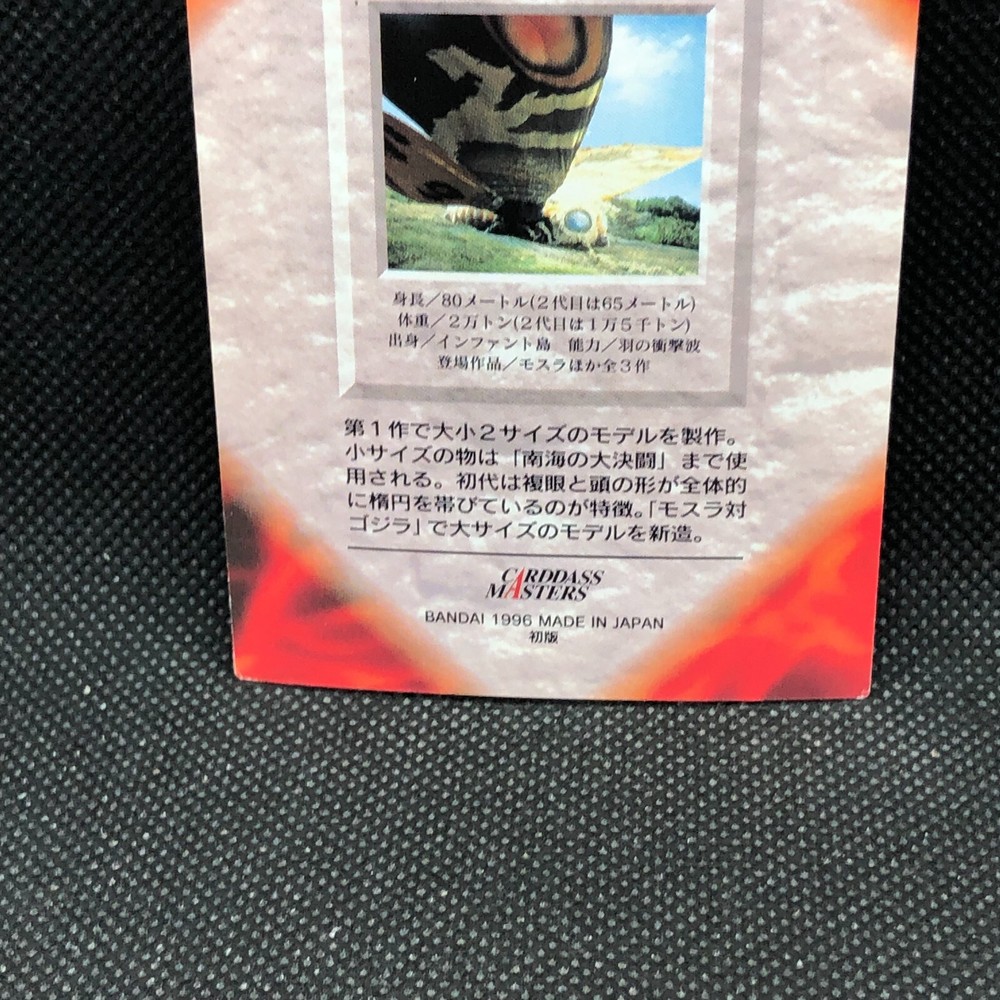 身長／80メートル(2代目は65メートル)
体重／2万トン(2代目は1万5千トン)
出身／インファント島　能力／羽の衝撃波
登場作品／モスラほか全3作
第1作で大小2サイズのモデルを製作。
小サイズの物は「南海の大決闘」まで使
用される。初代は複眼と頭の形が全体的
に楕円を帯びているのが特徴。「モスラ対
ゴジラ」で大サイズのモデルを新造。
CARDDASS
MASTERS
BANDAI 1996 MADE IN JAPAN
初版